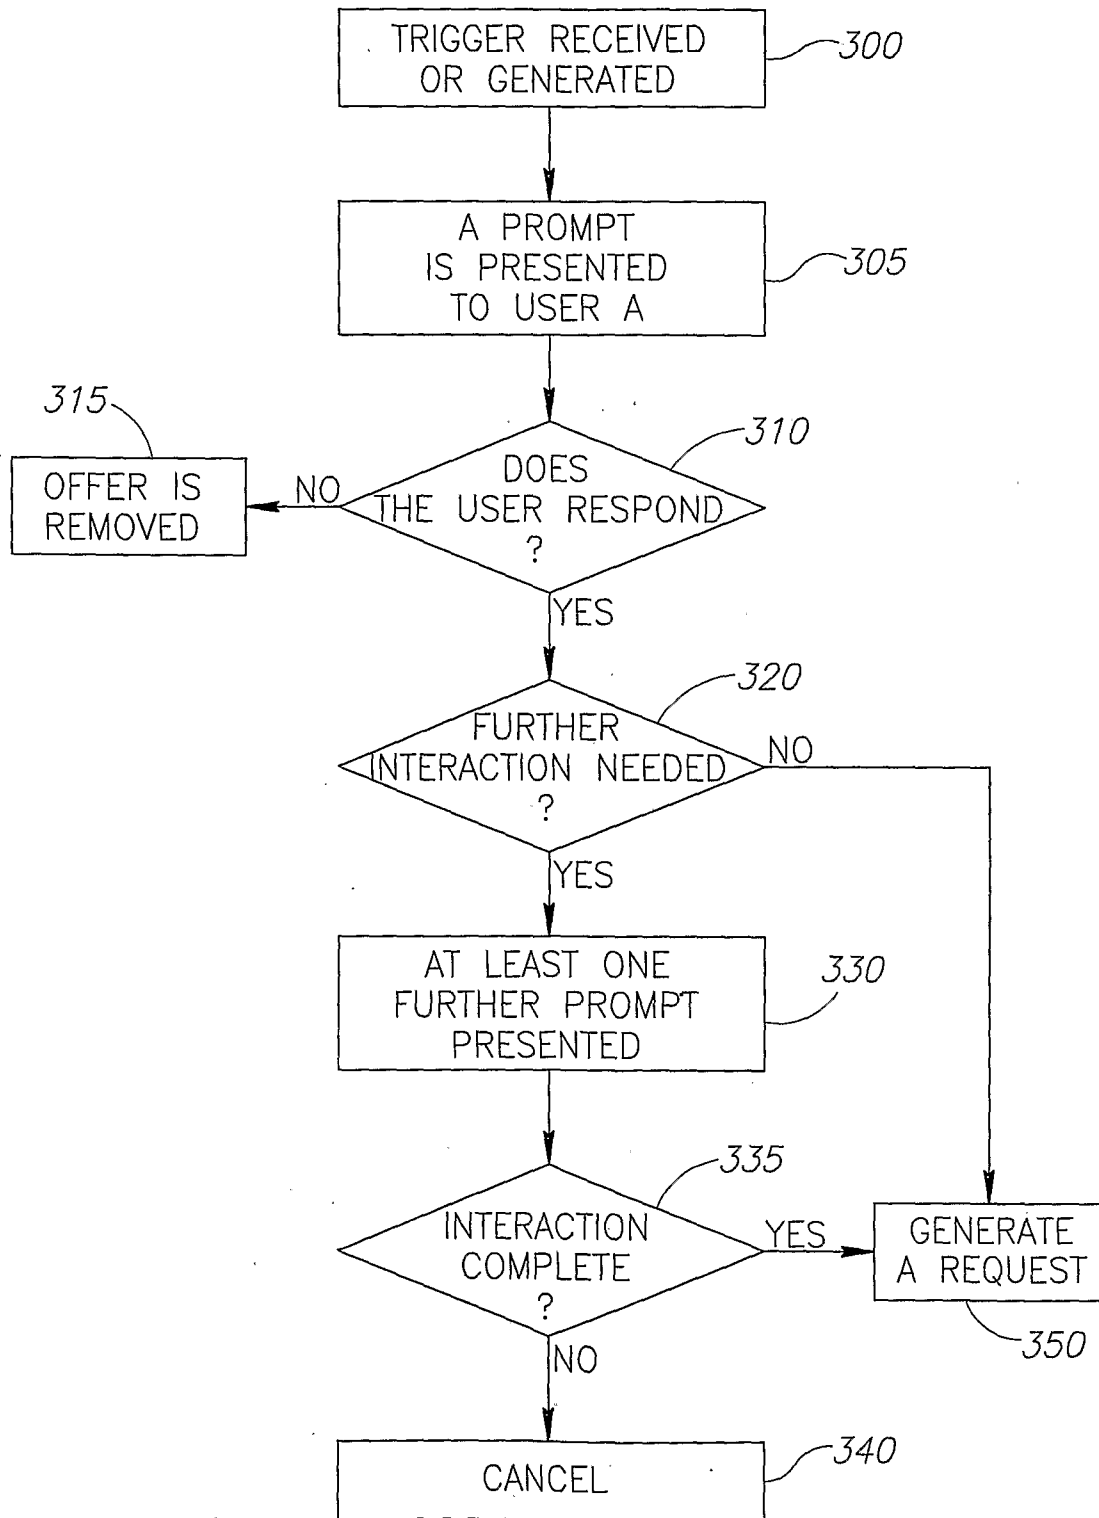 TRIGGER RECEIVED
OR GENERATED
300
A PROMPT
IS PRESENTED
TO USER A
305
315
OFFER IS
REMOVED
NO
310
DOES
THE USER RESPOND
?
YES
320
FURTHER
INTERACTION NEEDED
?
NO
YES
AT LEAST ONE
FURTHER PROMPT
PRESENTED
330
335
INTERACTION
COMPLETE
?
YES
GENERATE
A REQUEST
350
NO
CANCEL
340